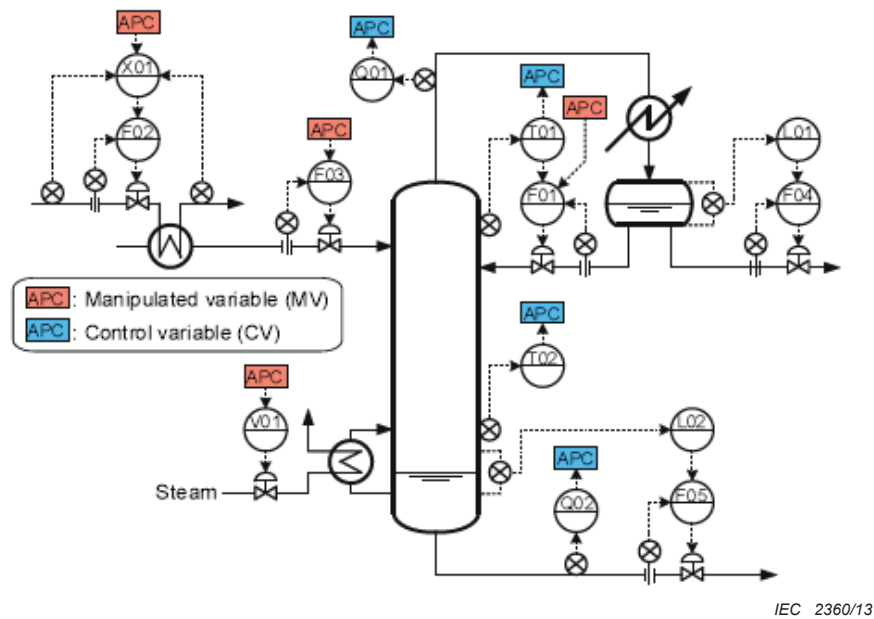 APC
X01
F02
APC
F03
APC
Q01
APC
APC
T01
F01
L01
F04
APC : Manipulated variable (MV)
APC : Control variable (CV)
APC
T02
APC
V01
Steam
L02
APC
Q02
F05
IEC 2360/13